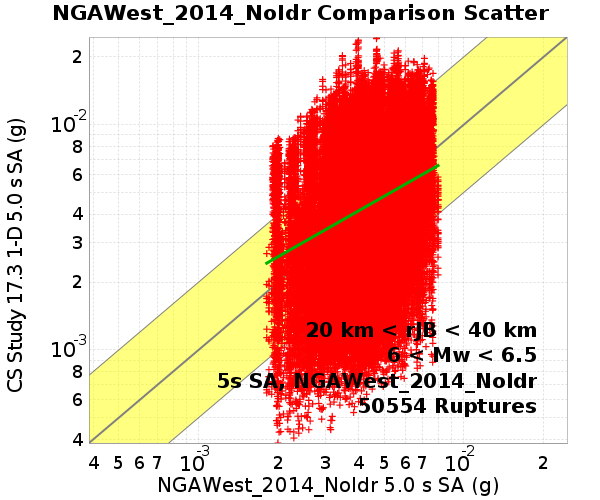 NGAWest_2014_NoIdr Comparison Scatter
CS Study 17.3 1-D 5.0 s SA (g)
2
10-2
8
6
4
3
2
10-3
8
6
4
20 km < rJB < 40 km
6 < Mw < 6.5
5s SA, NGAWest_2014_NoIdr
50554 Ruptures
4 5 6 7 10-3 2 3 4 5 6 7 10-2 2
NGAWest_2014_NoIdr 5.0 s SA (g)